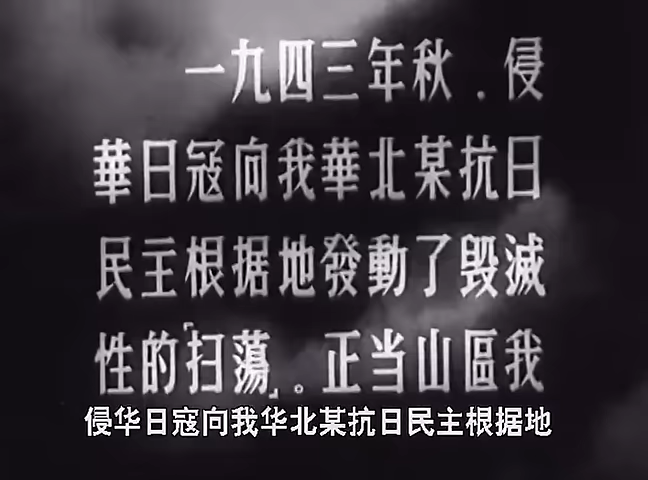 一九四三年秋，侵
華日寇向我華北某抗日
民主根据地發動了毀滅
性的「扫蕩」。正当山區我
侵华日寇向我华北某抗日民主根据地